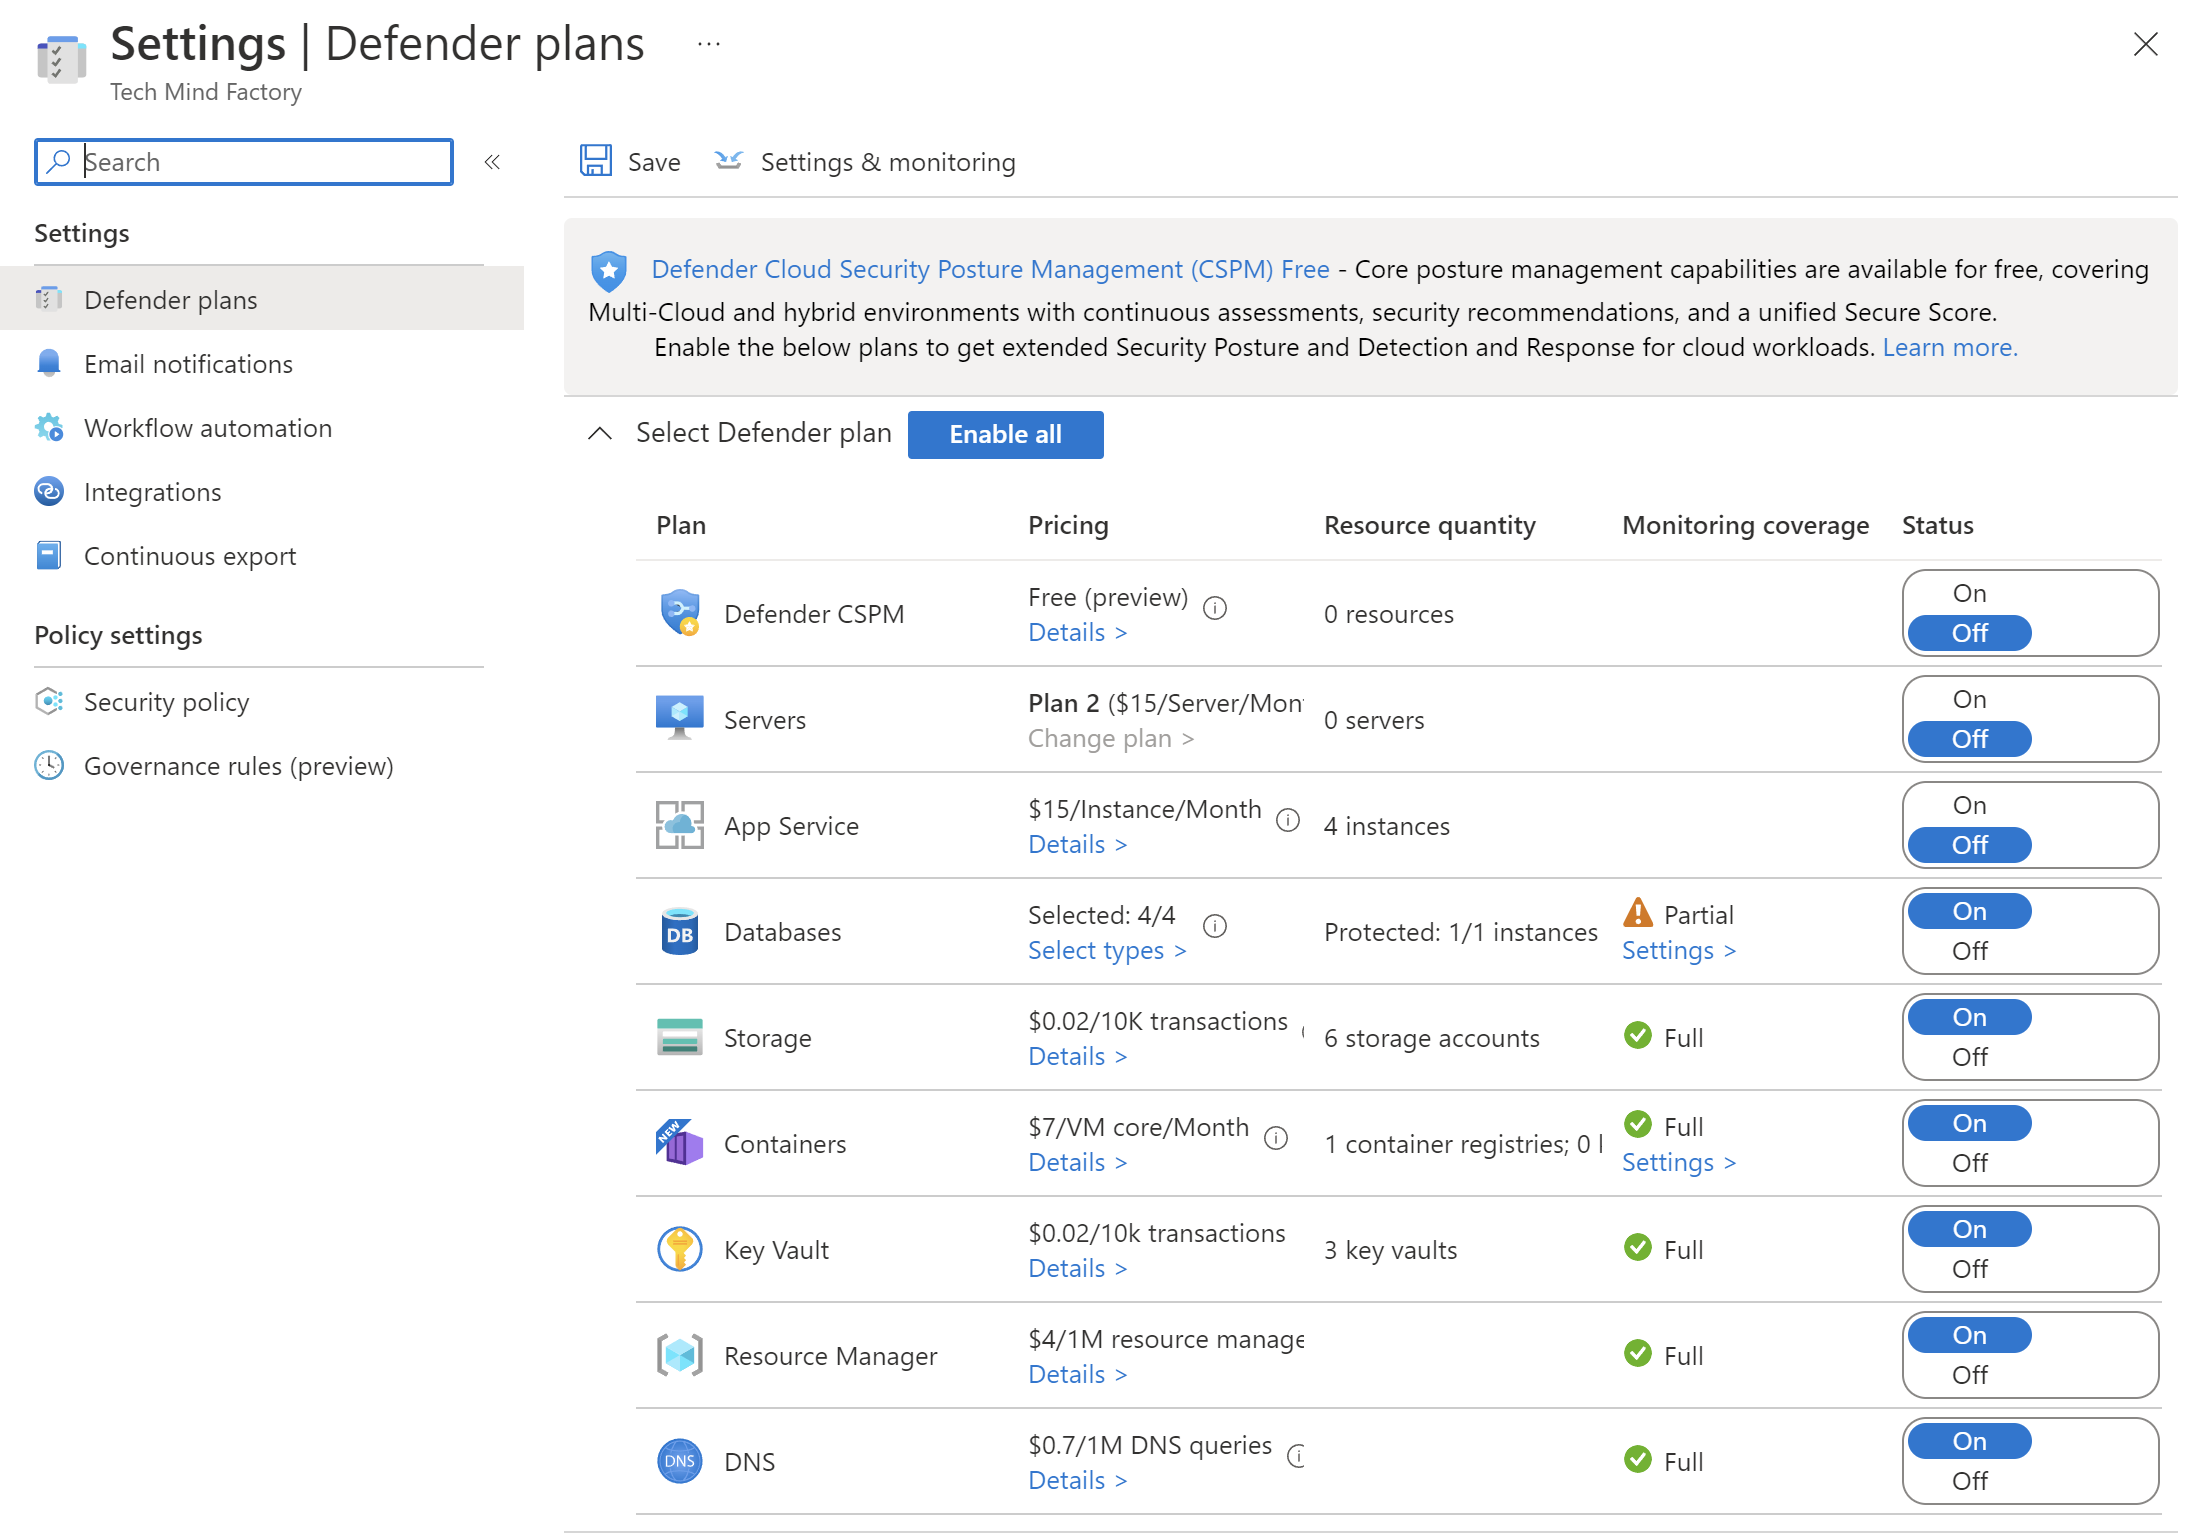 Settings | Defender plans ...
Tech Mind Factory
Search
Settings
Defender plans
Email notifications
Workflow automation
Integrations
Continuous export
Policy settings
Security policy
Governance rules (preview)
Save Settings & monitoring
Defender Cloud Security Posture Management (CSPM) Free - Core posture management capabilities are available for free, covering
Multi-Cloud and hybrid environments with continuous assessments, security recommendations, and a unified Secure Score.
Enable the below plans to get extended Security Posture and Detection and Response for cloud workloads. Learn more.
Select Defender plan Enable all
Plan Pricing Resource quantity Monitoring coverage Status
Defender CSPM
Free (preview)
Details >
0 resources
On
Off
Servers
Plan 2 ($15/Server/Mon
Change plan >
0 servers
On
Off
App Service
$15/Instance/Month
Details >
4 instances
On
Off
DB
Databases
Selected: 4/4
Select types >
Protected: 1/1 instances
Partial
Settings >
On
Off
Storage
$0.02/10K transactions
Details >
6 storage accounts
Full
On
Off
NEW
Containers
$7/VM core/Month
Details >
1 container registries; 0
Full
Settings >
On
Off
Key Vault
$0.02/10k transactions
Details >
3 key vaults
Full
On
Off
Resource Manager
$4/1M resource manage
Details >
Full
On
Off
DNS
DNS
$0.7/1M DNS queries
Details >
Full
On
Off